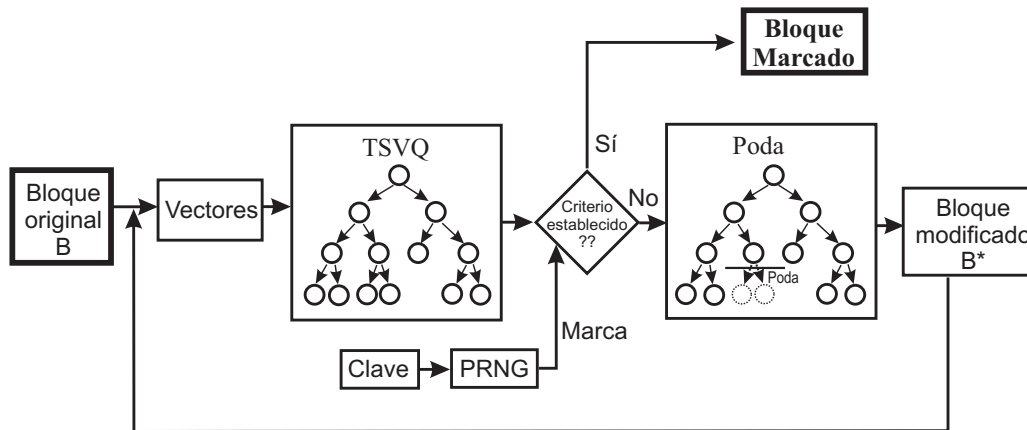 Bloque
Marcado
TSVQ
Sí
Poda
Bloque
original
B
Vectores
Criterio
establecido
??
No
Poda
Bloque
modificado
B*
Marca
Clave
PRNG